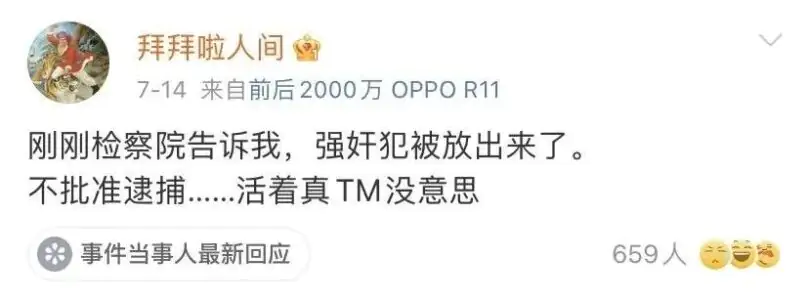 拜拜啦人间
7-14 来自前后2000万 OPPO R11
刚刚检察院告诉我，强奸犯被放出来了。
不批准逮捕......活着真TM没意思
事件当事人最新回应
659人